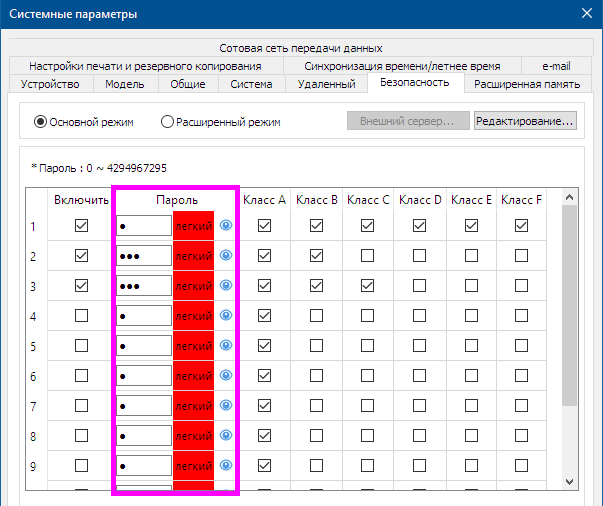 Системные параметры
Сотовая сеть передачи данных
Настройки печати и резервного копирования Синхронизация времени/летнее время e-mail
Устройство Модель Общие Система Удаленный Безопасность Расширенная память
Основной режим Расширенный режим Внешний сервер... Редактирование...
* Пароль : 0 ~ 4294967295
Включить Пароль Класс A Класс B Класс C Класс D Класс E Класс F
1 легкий
2 легкий
3 легкий
4 легкий
5 легкий
6 легкий
7 легкий
8 легкий
9 легкий